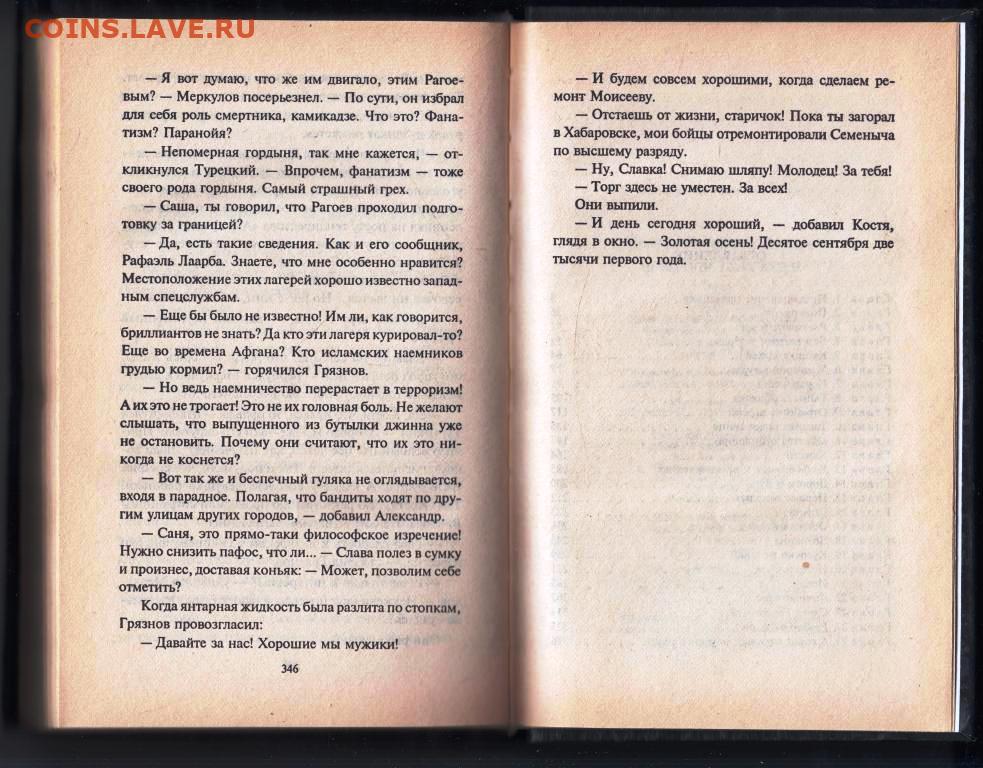 COINS.LAVE.RU
— Я вот думаю, что же им двигало, этим Рагое-
вым? — Меркулов посерьезнел. — По сути, он избрал
для себя роль смертника, камикадзе. Что это? Фана-
тизм? Паранойя?
— Непомерная гордыня, так мне кажется, — от-
кликнулся Турецкий. — Впрочем, фанатизм — тоже
своего рода гордыня. Самый страшный грех.
— Саша, ты говорил, что Рагоев проходил подго-
товку за границей?
— Да, есть такие сведения. Как и его сообщник,
Рафаэль Лаарба. Знаете, что мне особенно нравится?
Местоположение этих лагерей хорошо известно запад-
ным спецслужбам.
— Еще бы было не известно! Им ли, как говорится,
бриллиантов не знать? Да кто эти лагеря курировал-то?
Еще во времена Афгана? Кто исламских наемников
грудью кормил? — горячился Грязнов.
— Но ведь наемничество перерастает в терроризм!
А их это не трогает! Это не их головная боль. Не желают
слышать, что выпущенного из бутылки джинна уже
не остановить. Почему они считают, что их это ни-
когда не коснется?
— Вот так же и беспечный гуляка не оглядывается,
входя в парадное. Полагая, что бандиты ходят по дру-
гим улицам других городов, — добавил Александр.
— Саня, это прямо-таки философское изречение!
Нужно снизить пафос, что ли... — Слава полез в сумку
и произнес, доставая коньяк: — Может, позволим себе
отметить?
Когда янтарная жидкость была разлита по стопкам,
Грязнов провозгласил:
— Давайте за нас! Хорошие мы мужики!
346
— И будем совсем хорошими, когда сделаем ре-
монт Моисееву.
— Отстаешь от жизни, старичок! Пока ты загорал
в Хабаровске, мои бойцы отремонтировали Семеныча
по высшему разряду.
— Ну, Славка! Снимаю шляпу! Молодец! За тебя!
— Торг здесь не уместен. За всех!
Они выпили.
— И день сегодня хороший, — добавил Костя,
глядя в окно. — Золотая осень! Десятое сентября две
тысячи первого года.